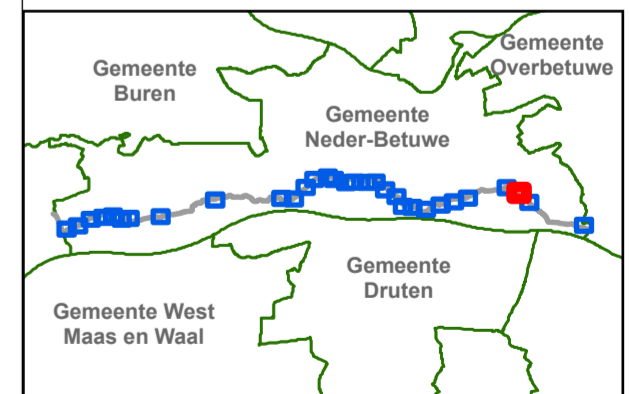 Gemeente
Overbetuwe
Gemeente
Buren
Gemeente
Neder-Betuwe
Gemeente
Druten
Gemeente West
Maas en Waal